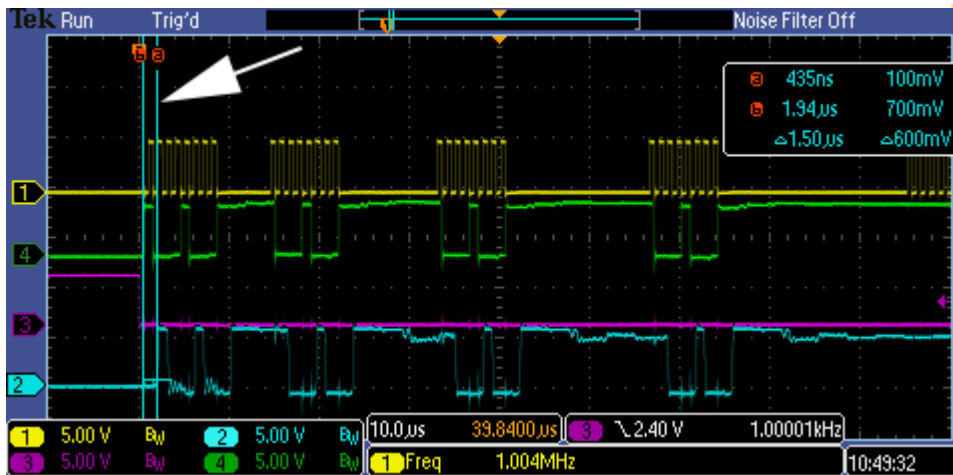 Tek Run Trig'd Noise Filter Off
b a
a 435ns 100mV
b 1.94µs 700mV
△1.50µs △600mV
1
4
3
2
1 5.00 V BW 2 5.00 V BW 10.0µs 39.8400µs 3 2.40 V 1.00001kHz
3 5.00 V BW 4 5.00 V BW 1 Freq 1.004MHz 10:49:32